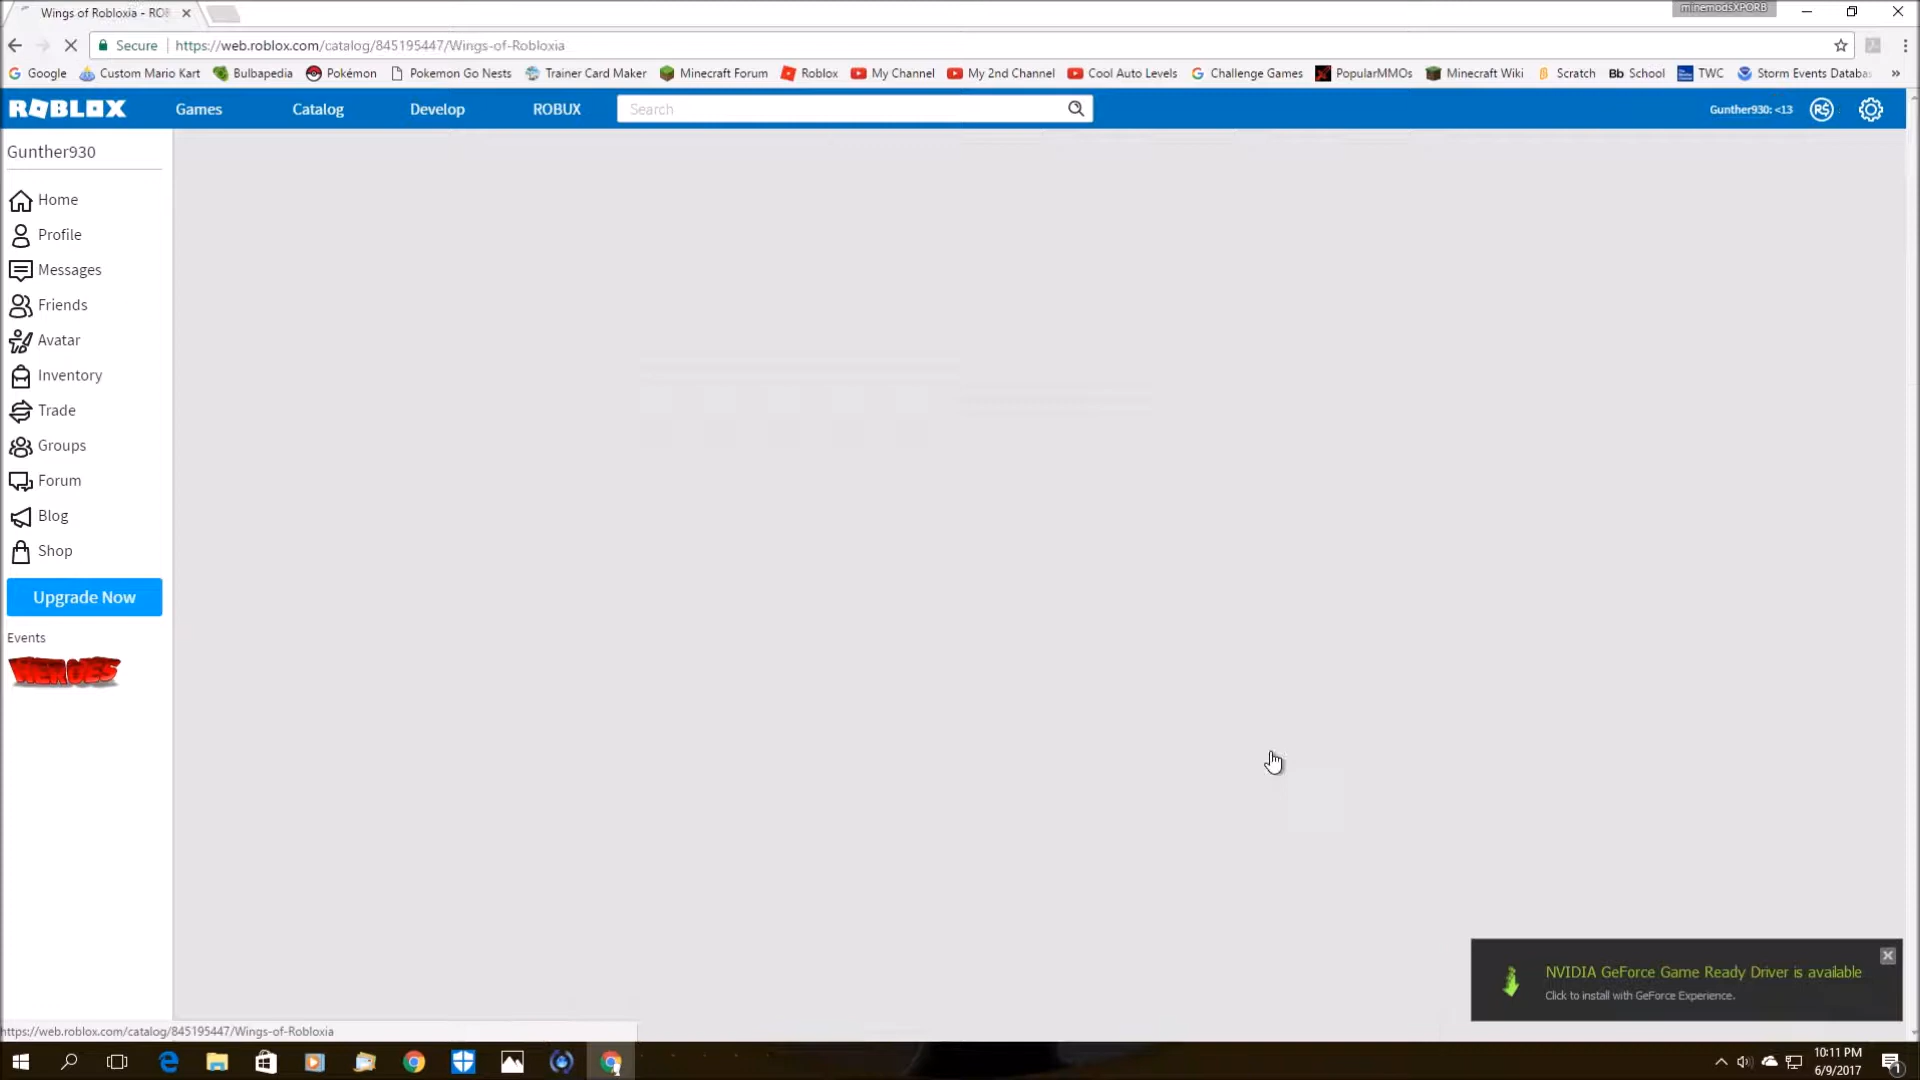 Wings of Robloxia - ROB
minemodsXPORB
Secure https://web.roblox.com/catalog/845195447/Wings-of-Robloxia
Google Custom Mario Kart Bulbapedia Pokémon Pokemon Go Nests Trainer Card Maker Minecraft Forum Roblox My Channel My 2nd Channel Cool Auto Levels Challenge Games PopularMMOs Minecraft Wiki Scratch Bb School TWC Storm Events Databa »
ROBLOX Games Catalog Develop ROBUX Search Gunther930: <13 R$
Gunther930
Home
Profile
Messages
Friends
Avatar
Inventory
Trade
Groups
Forum
Blog
Shop
Upgrade Now
Events
HEROES
NVIDIA GeForce Game Ready Driver is available
Click to install with GeForce Experience.
https://web.roblox.com/catalog/845195447/Wings-of-Robloxia
10:11 PM
6/9/2017
1